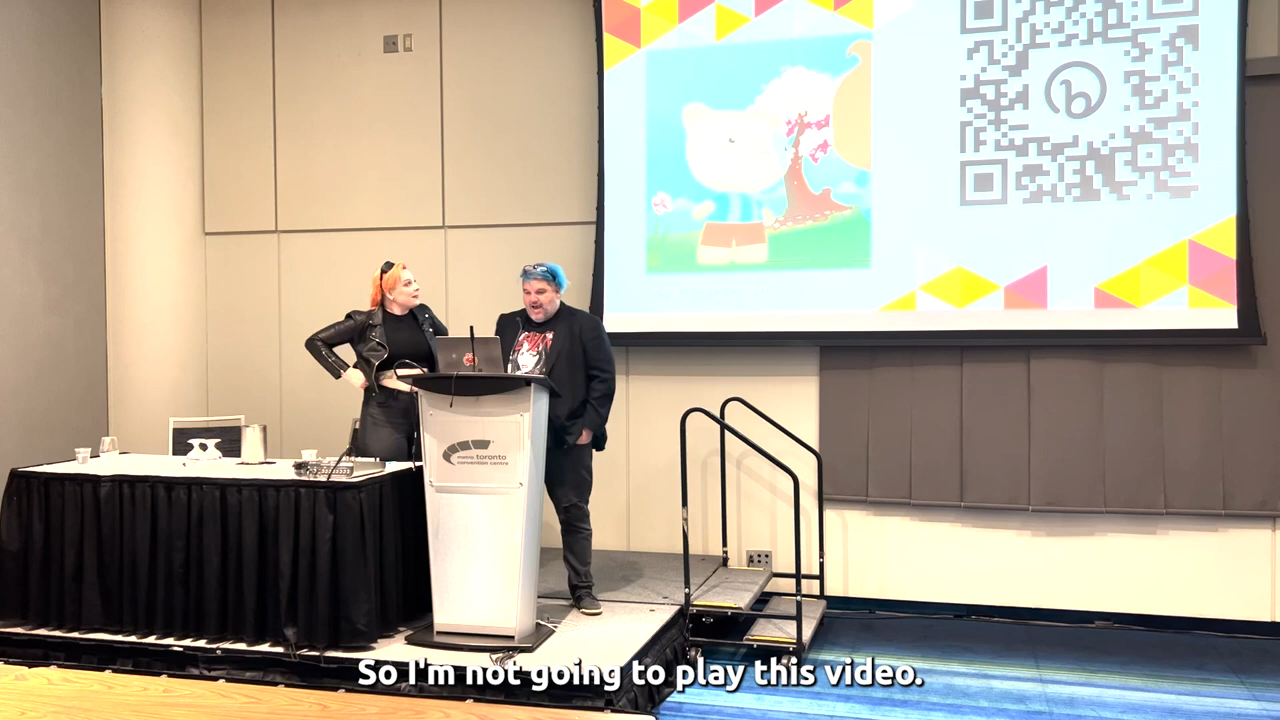 metro toronto
convention centre
So I'm not going to play this video.